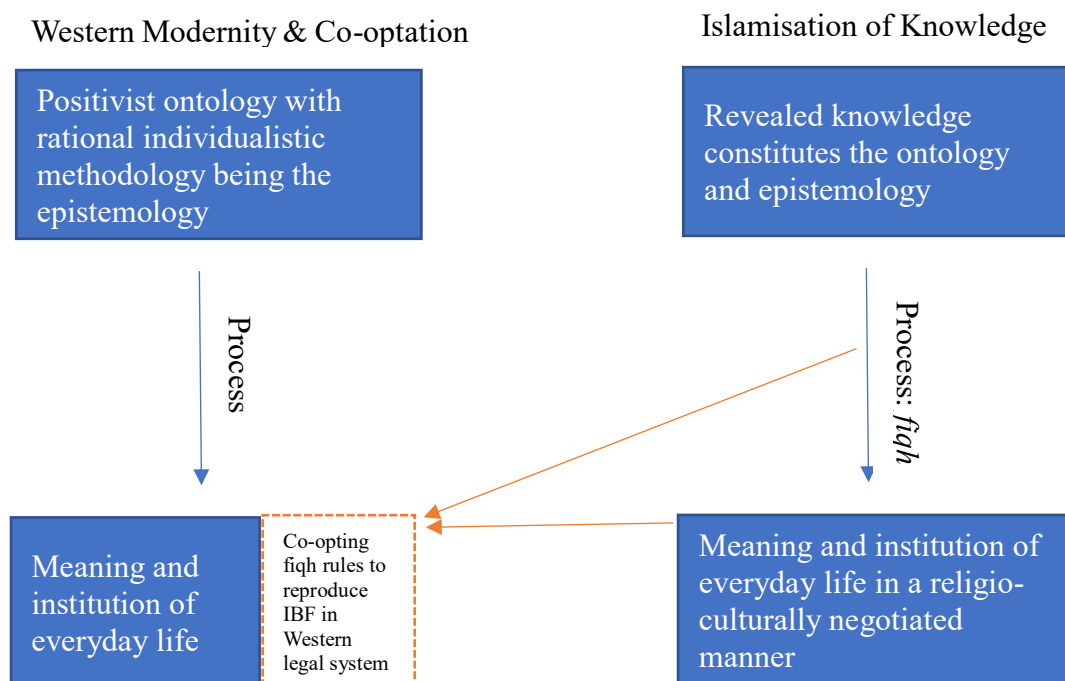 Western Modernity & Co-optation
Islamisation of Knowledge
Positivist ontology with
rational individualistic
methodology being the
epistemology
Revealed knowledge
constitutes the ontology
and epistemology
Process
Process: fiqh
Meaning and
institution of
everyday life
Co-opting
fiqh rules to
reproduce
IBF in
Western
legal system
Meaning and institution of
everyday life in a religio-
culturally negotiated
manner